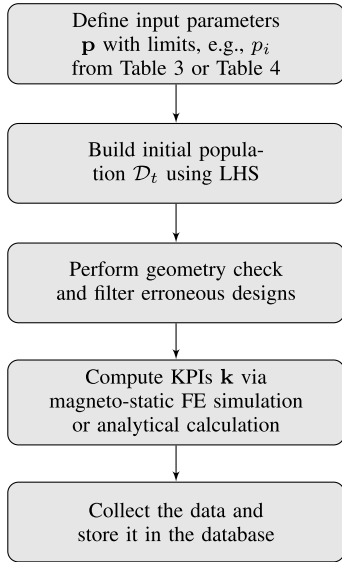 Define input parameters
p with limits, e.g., p_i
from Table 3 or Table 4
Build initial popula-
tion 𝒟_t using LHS
Perform geometry check
and filter erroneous designs
Compute KPIs k via
magneto-static FE simulation
or analytical calculation
Collect the data and
store it in the database